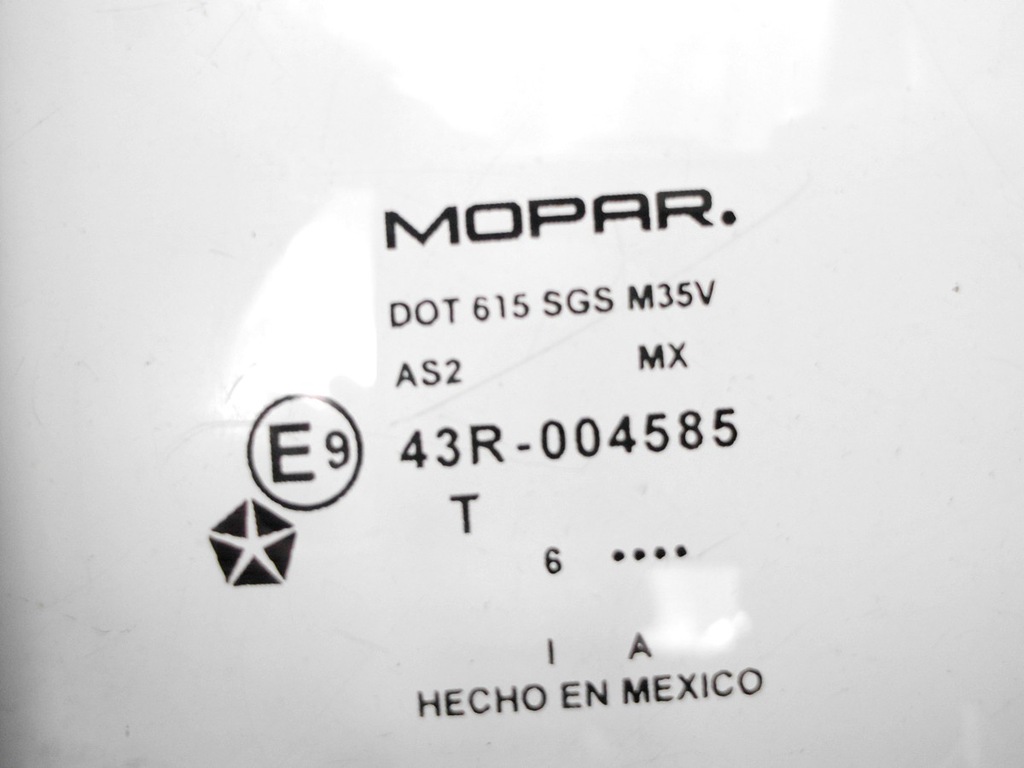 MOPAR.
DOT 615 SGS M35V
AS2 MX
E9 43R-004585
T
6 ••••
I A
HECHO EN MEXICO